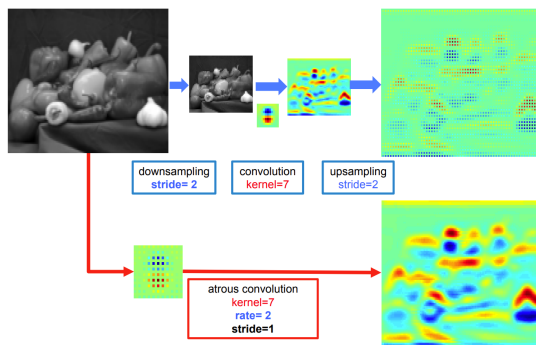 downsampling
stride= 2
convolution
kernel=7
upsampling
stride=2
atrous convolution
kernel=7
rate= 2
stride=1